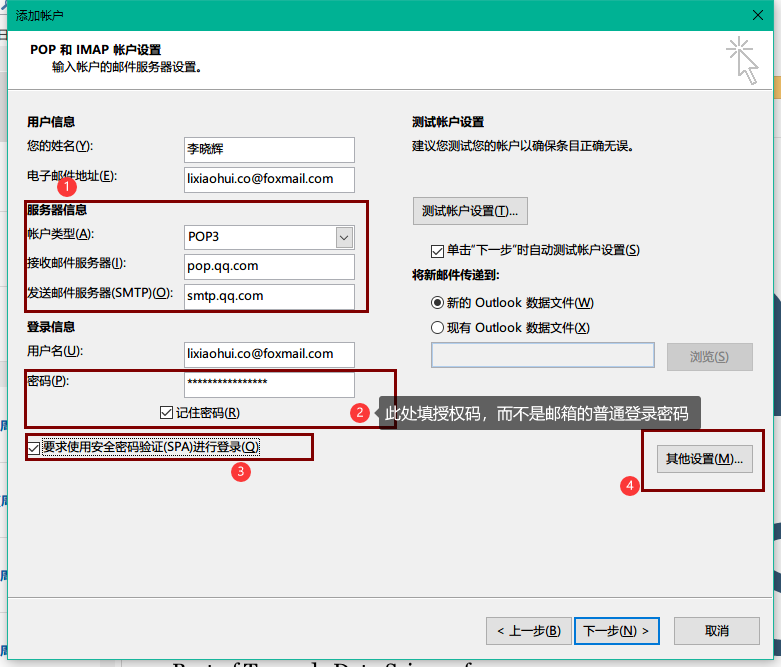 添加帐户
POP 和 IMAP 帐户设置
输入帐户的邮件服务器设置。
用户信息
您的姓名(Y):
李晓辉
电子邮件地址(E):
lixiaohui.co@foxmail.com
1
服务器信息
帐户类型(A):
POP3
接收邮件服务器(I):
pop.qq.com
发送邮件服务器(SMTP)(O):
smtp.qq.com
登录信息
用户名(U):
lixiaohui.co@foxmail.com
密码(P):
****************
记住密码(R)
2
此处填授权码，而不是邮箱的普通登录密码
要求使用安全密码验证(SPA)进行登录(Q)
3
测试帐户设置
建议您测试您的帐户以确保条目正确无误。
测试帐户设置(T)...
单击“下一步”时自动测试帐户设置(S)
将新邮件传递到:
新的 Outlook 数据文件(W)
现有 Outlook 数据文件(X)
浏览(S)
其他设置(M)...
4
< 上一步(B)
下一步(N) >
取消